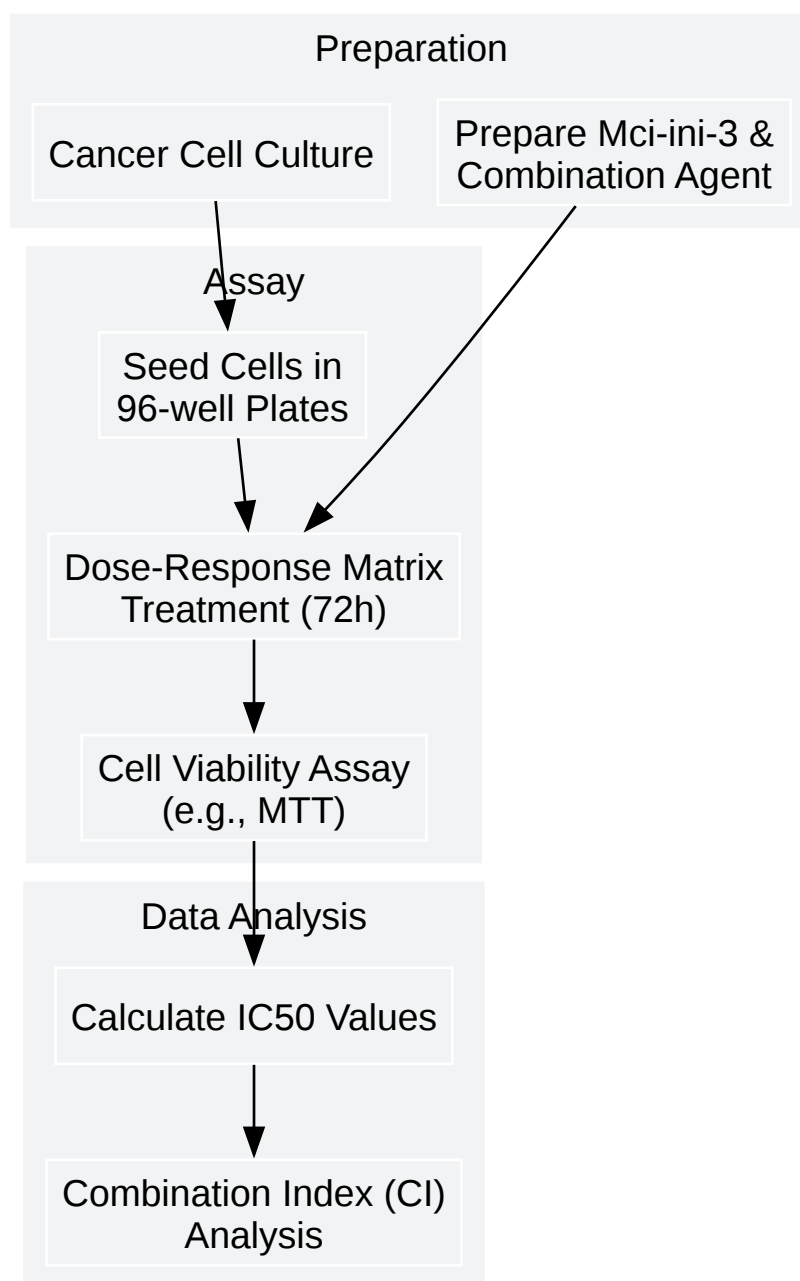 Preparation
Cancer Cell Culture
Prepare Mci-ini-3 &
Combination Agent
Assay
Seed Cells in
96-well Plates
Dose-Response Matrix
Treatment (72h)
Cell Viability Assay
(e.g., MTT)
Data Analysis
Calculate IC50 Values
Combination Index (CI)
Analysis